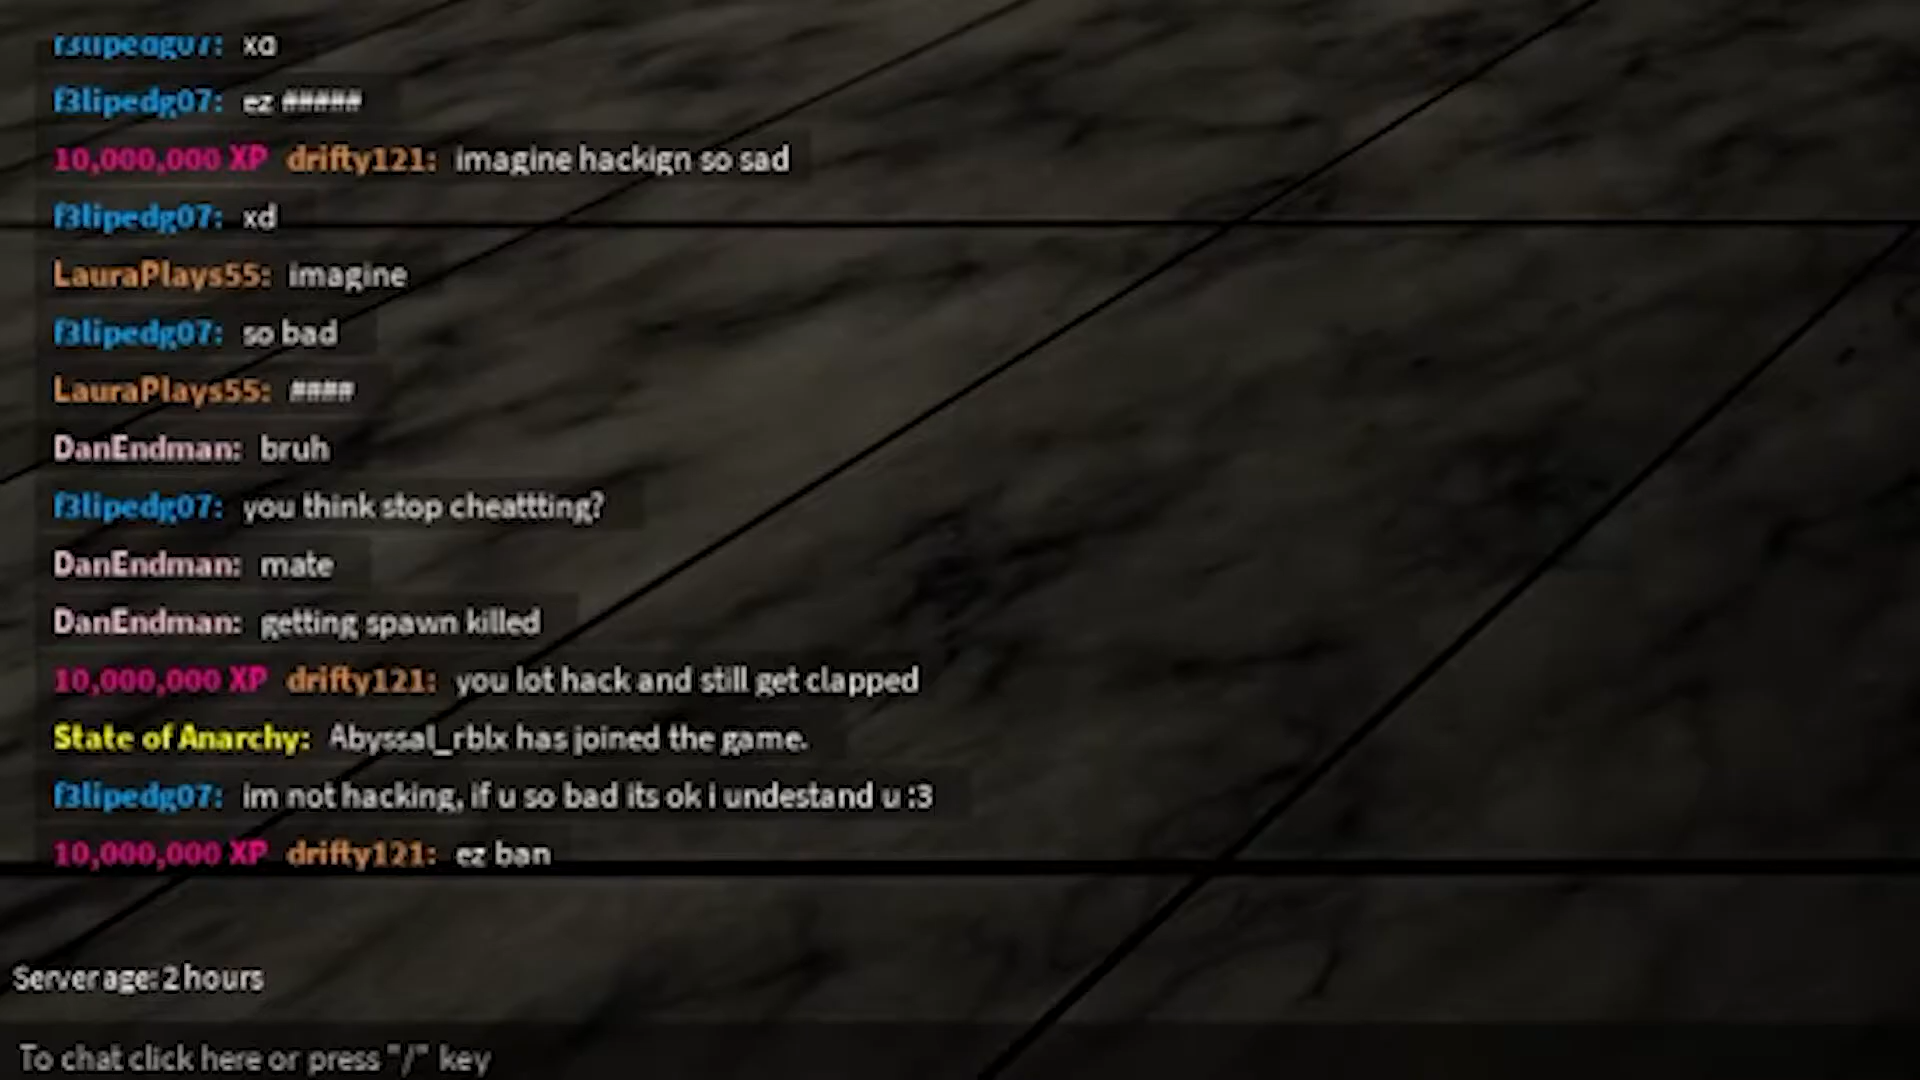 f3lipedg07: xd
f3lipedg07: ez #####
10,000,000 XP drifty121: imagine hackign so sad
f3lipedg07: xd
LauraPlays55: imagine
f3lipedg07: so bad
LauraPlays55: ####
DanEndman: bruh
f3lipedg07: you think stop cheattting?
DanEndman: mate
DanEndman: getting spawn killed
10,000,000 XP drifty121: you lot hack and still get clapped
State of Anarchy: Abyssal_rblx has joined the game.
f3lipedg07: im not hacking, if u so bad its ok i undestand u :3
10,000,000 XP drifty121: ez ban
Server age: 2 hours
To chat click here or press "/" key